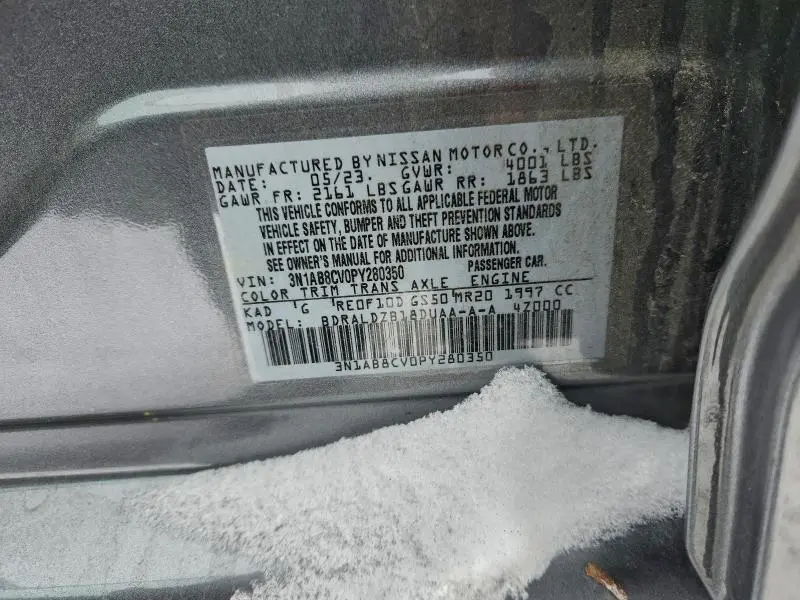 MANUFACTURED BY NISSAN MOTOR CO., LTD.
DATE: 05/23. GVWR: 4001 LBS
GAWR FR: 2161 LBS GAWR RR: 1863 LBS
THIS VEHICLE CONFORMS TO ALL APPLICABLE FEDERAL MOTOR
VEHICLE SAFETY, BUMPER AND THEFT PREVENTION STANDARDS
IN EFFECT ON THE DATE OF MANUFACTURE SHOWN ABOVE.
SEE OWNER'S MANUAL FOR ADDITIONAL INFORMATION.
VIN: 3N1AB8CV0PY280350 PASSENGER CAR.
COLOR TRIM TRANS AXLE ENGINE
KAD 'G 'RE0F10D GS50'MR20 1997 CC
MODEL: BDRALDZB18DUAA-A-A 4Z000
3N1AB8CV0PY280350